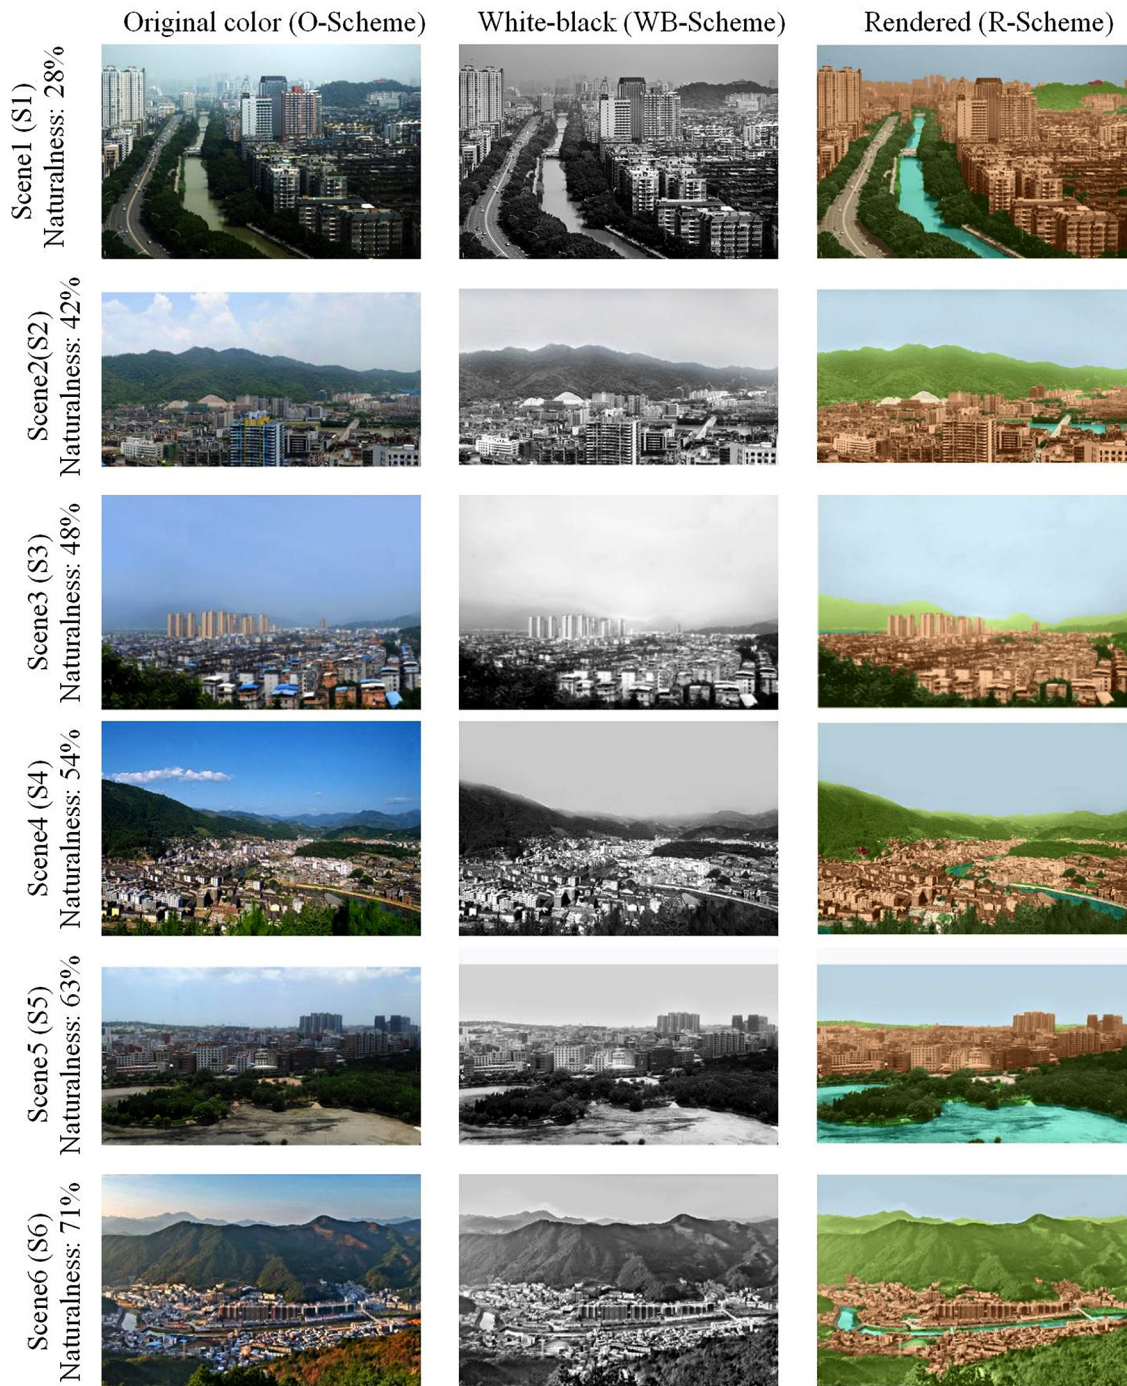 Original color (O-Scheme)
White-black (WB-Scheme)
Rendered (R-Scheme)
Scene1 (S1)
Naturalness: 28%
Scene2(S2)
Naturalness: 42%
Scene3 (S3)
Naturalness: 48%
Scene4 (S4)
Naturalness: 54%
Scene5 (S5)
Naturalness: 63%
Scene6 (S6)
Naturalness: 71%